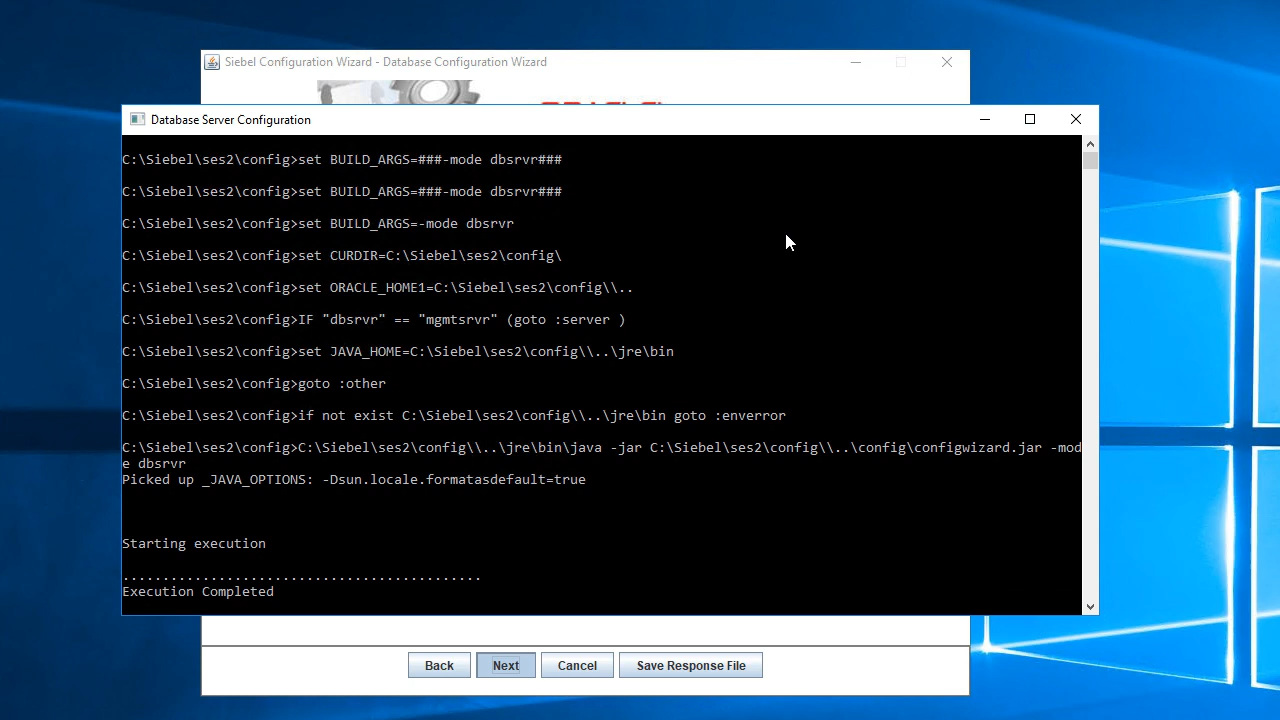 Siebel Configuration Wizard - Database Configuration Wizard
Database Server Configuration
C:\Siebel\ses2\config>set BUILD_ARGS=###-mode dbsrvr###
C:\Siebel\ses2\config>set BUILD_ARGS=###-mode dbsrvr###
C:\Siebel\ses2\config>set BUILD_ARGS=-mode dbsrvr
C:\Siebel\ses2\config>set CURDIR=C:\Siebel\ses2\config\
C:\Siebel\ses2\config>set ORACLE_HOME1=C:\Siebel\ses2\config\\..
C:\Siebel\ses2\config>IF "dbsrvr" == "mgmtsrvr" (goto :server )
C:\Siebel\ses2\config>set JAVA_HOME=C:\Siebel\ses2\config\\..\jre\bin
C:\Siebel\ses2\config>goto :other
C:\Siebel\ses2\config>if not exist C:\Siebel\ses2\config\\..\jre\bin goto :enverror
C:\Siebel\ses2\config>C:\Siebel\ses2\config\\..\jre\bin\java -jar C:\Siebel\ses2\config\\..\config\configwizard.jar -mod
e dbsrvr
Picked up _JAVA_OPTIONS: -Dsun.locale.formatasdefault=true
Starting execution
.............................................
Execution Completed
Back Next Cancel Save Response File